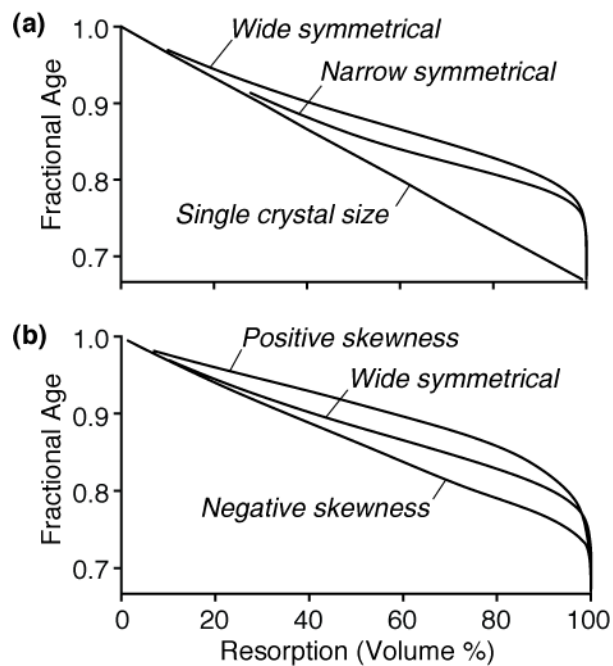 (a)
1.0
0.9
0.8
0.7
Fractional Age
Wide symmetrical
Narrow symmetrical
Single crystal size
(b)
1.0
0.9
0.8
0.7
Fractional Age
Positive skewness
Wide symmetrical
Negative skewness
0 20 40 60 80 100
Resorption (Volume %)